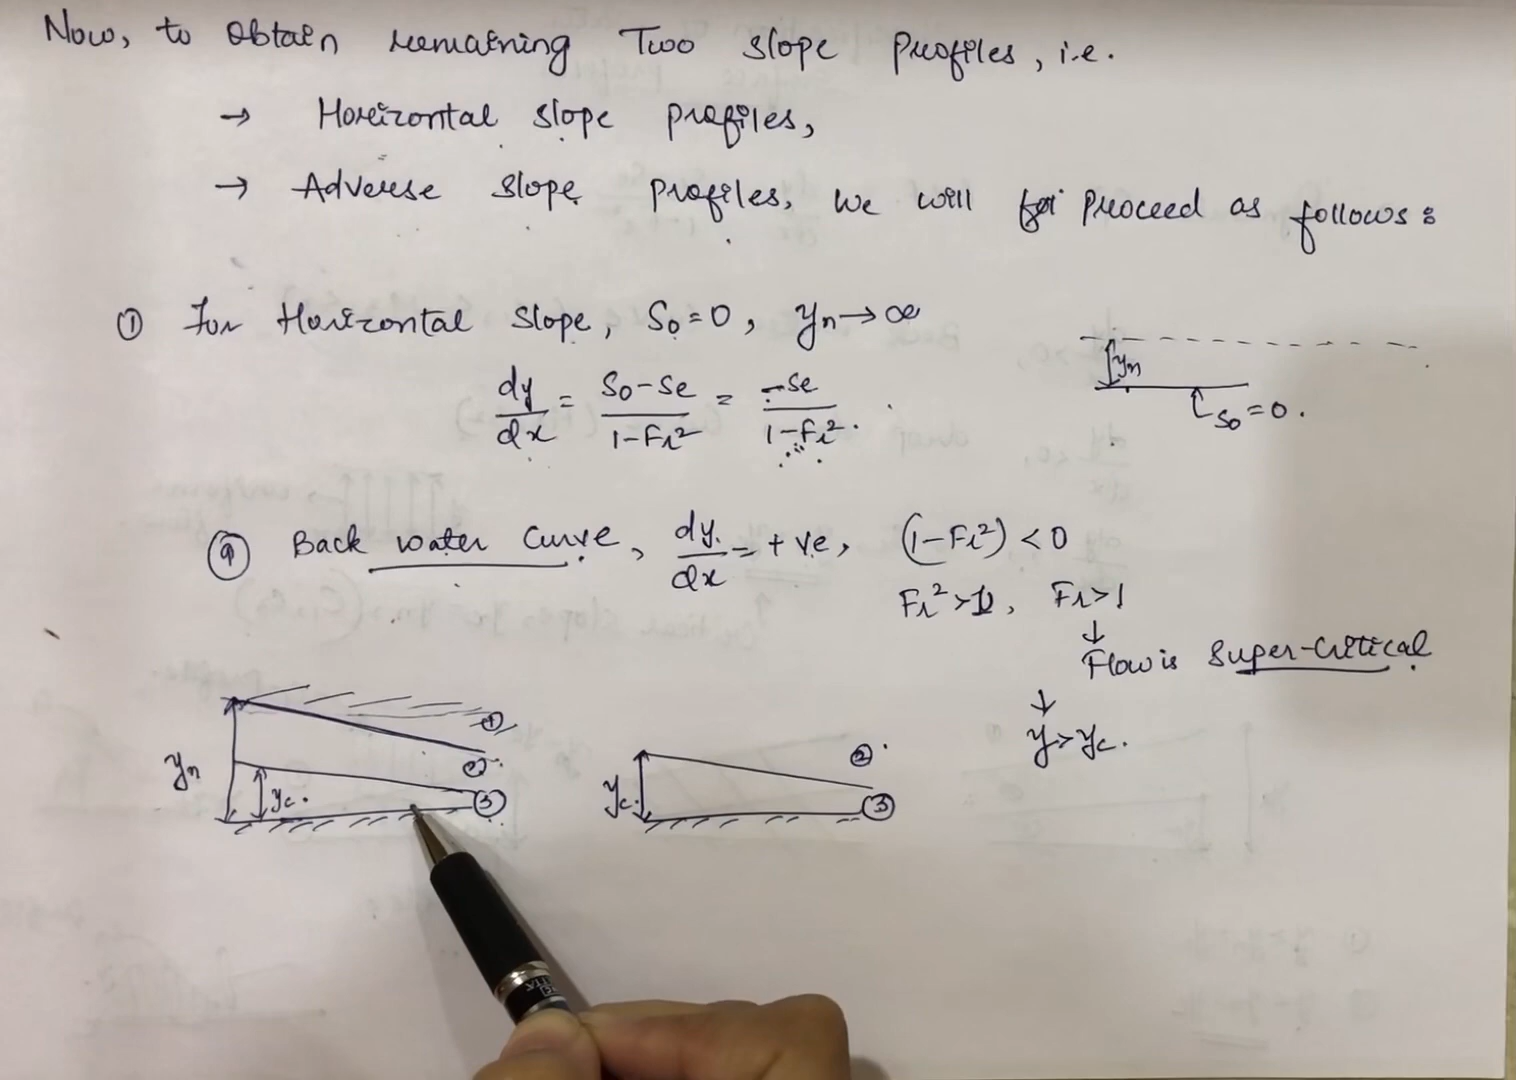 Now, to obtain remaining Two slope profiles, i.e.
→ Horizontal slope profiles,
→ Adverse slope profiles, we will proceed as follows:
① For Horizontal slope, So=0, yn→∞
dy/dx = So-Se/1-Fr² = -Se/1-Fr².
yn
So=0.
ⓐ Back water curve, dy/dx = +ve, (1-Fr²) < 0
Fr²>1, Fr>1
↓
Flow is super-critical
↓
y>yc.
yn
yc.
①
②
③
yc
②
③